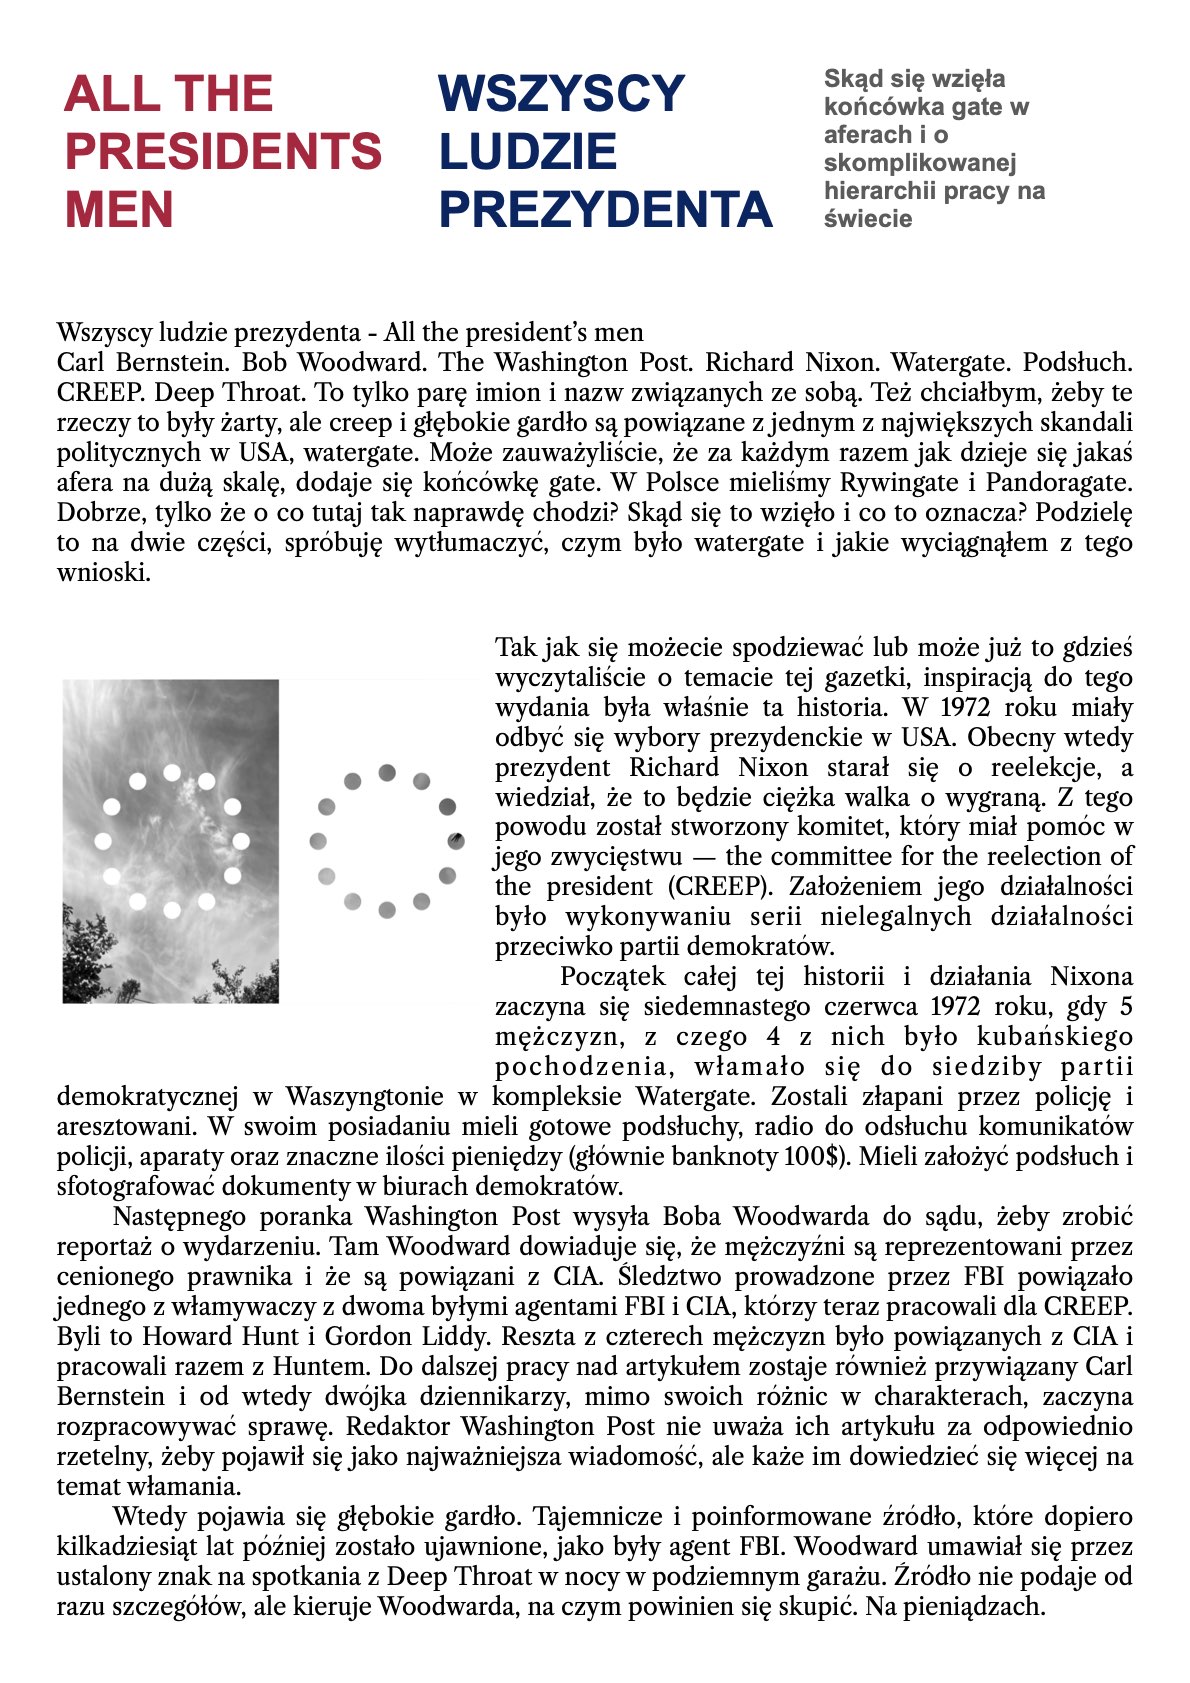 ALL THE
PRESIDENTS
MEN
WSZYSCY
LUDZIE
PREZYDENTA
Skąd się wzięła
końcówka gate w
aferach i o
skomplikowanej
hierarchii pracy na
świecie
Wszyscy ludzie prezydenta - All the president's men
Carl Bernstein. Bob Woodward. The Washington Post. Richard Nixon. Watergate. Podsłuch.
CREEP. Deep Throat. To tylko parę imion i nazw związanych ze sobą. Też chciałbym, żeby te
rzeczy to były żarty, ale creep i głębokie gardło są powiązane z jednym z największych skandali
politycznych w USA, watergate. Może zauważyliście, że za każdym razem jak dzieje się jakaś
afera na dużą skalę, dodaje się końcówkę gate. W Polsce mieliśmy Rywingate i Pandoragate.
Dobrze, tylko że o co tutaj tak naprawdę chodzi? Skąd się to wzięło i co to oznacza? Podzielę
to na dwie części, spróbuję wytłumaczyć, czym było watergate i jakie wyciągnąłem z tego
wnioski.
Tak jak się możecie spodziewać lub może już to gdzieś
wyczytaliście o temacie tej gazetki, inspiracją do tego
wydania była właśnie ta historia. W 1972 roku miały
odbyć się wybory prezydenckie w USA. Obecny wtedy
prezydent Richard Nixon starał się o reelekcje, a
wiedział, że to będzie ciężka walka o wygraną. Z tego
powodu został stworzony komitet, który miał pomóc w
jego zwycięstwu — the committee for the reelection of
the president (CREEP). Założeniem jego działalności
było wykonywaniu serii nielegalnych działalności
przeciwko partii demokratów.
Początek całej tej historii i działania Nixona
zaczyna się siedemnastego czerwca 1972 roku, gdy 5
mężczyzn, z czego 4 z nich było kubańskiego
pochodzenia, włamało się do siedziby partii
demokratycznej w Waszyngtonie w kompleksie Watergate. Zostali złapani przez policję i
aresztowani. W swoim posiadaniu mieli gotowe podsłuchy, radio do odsłuchu komunikatów
policji, aparaty oraz znaczne ilości pieniędzy (głównie banknoty 100$). Mieli założyć podsłuch i
sfotografować dokumenty w biurach demokratów.
Następnego poranka Washington Post wysyła Boba Woodwarda do sądu, żeby zrobić
reportaż o wydarzeniu. Tam Woodward dowiaduje się, że mężczyźni są reprezentowani przez
cenionego prawnika i że są powiązani z CIA. Śledztwo prowadzone przez FBI powiązało
jednego z włamywaczy z dwoma byłymi agentami FBI i CIA, którzy teraz pracowali dla CREEP.
Byli to Howard Hunt i Gordon Liddy. Reszta z czterech mężczyzn było powiązanych z CIA i
pracowali razem z Huntem. Do dalszej pracy nad artykułem zostaje również przywiązany Carl
Bernstein i od wtedy dwójka dziennikarzy, mimo swoich różnic w charakterach, zaczyna
rozpracowywać sprawę. Redaktor Washington Post nie uważa ich artykułu za odpowiednio
rzetelny, żeby pojawił się jako najważniejsza wiadomość, ale każe im dowiedzieć się więcej na
temat włamania.
Wtedy pojawia się głębokie gardło. Tajemnicze i poinformowane źródło, które dopiero
kilkadziesiąt lat później zostało ujawnione, jako były agent FBI. Woodward umawiał się przez
ustalony znak na spotkania z Deep Throat w nocy w podziemnym garażu. Źródło nie podaje od
razu szczegółów, ale kieruje Woodwarda, na czym powinien się skupić. Na pieniądzach.